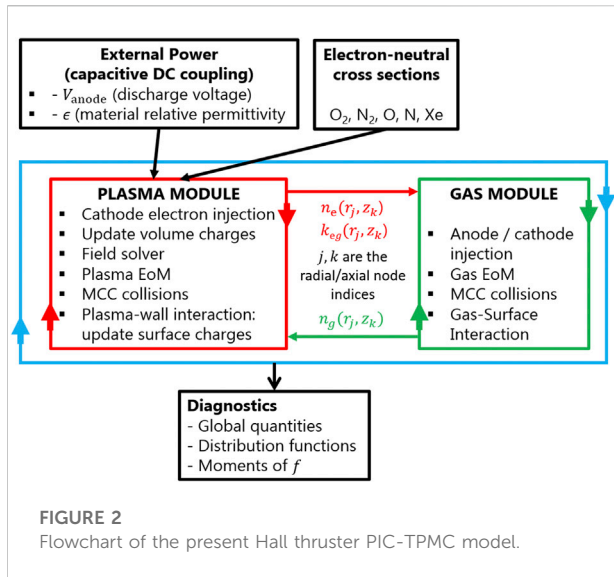 External Power
(capacitive DC coupling)
▪ - V_anode (discharge voltage)
▪ - ϵ (material relative permittivity
Electron-neutral
cross sections
O₂, N₂, O, N, Xe
PLASMA MODULE
▪ Cathode electron injection
▪ Update volume charges
▪ Field solver
▪ Plasma EoM
▪ MCC collisions
▪ Plasma-wall interaction:
update surface charges
n_e(r_j, z_k)
k_eg(r_j, z_k)
j, k are the
radial/axial node
indices
n_g(r_j, z_k)
GAS MODULE
▪ Anode / cathode
injection
▪ Gas EoM
▪ MCC collisions
▪ Gas-Surface
Interaction
Diagnostics
- Global quantities
- Distribution functions
- Moments of f
FIGURE 2
Flowchart of the present Hall thruster PIC-TPMC model.